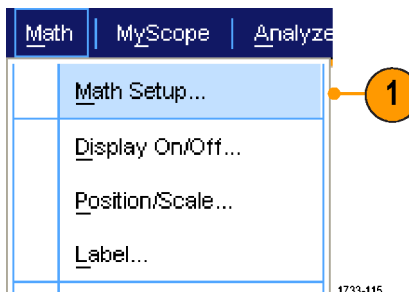 Math | MyScope | Analyze
Math Setup...
1
Display On/Off...
Position/Scale...
Label...
1733-115